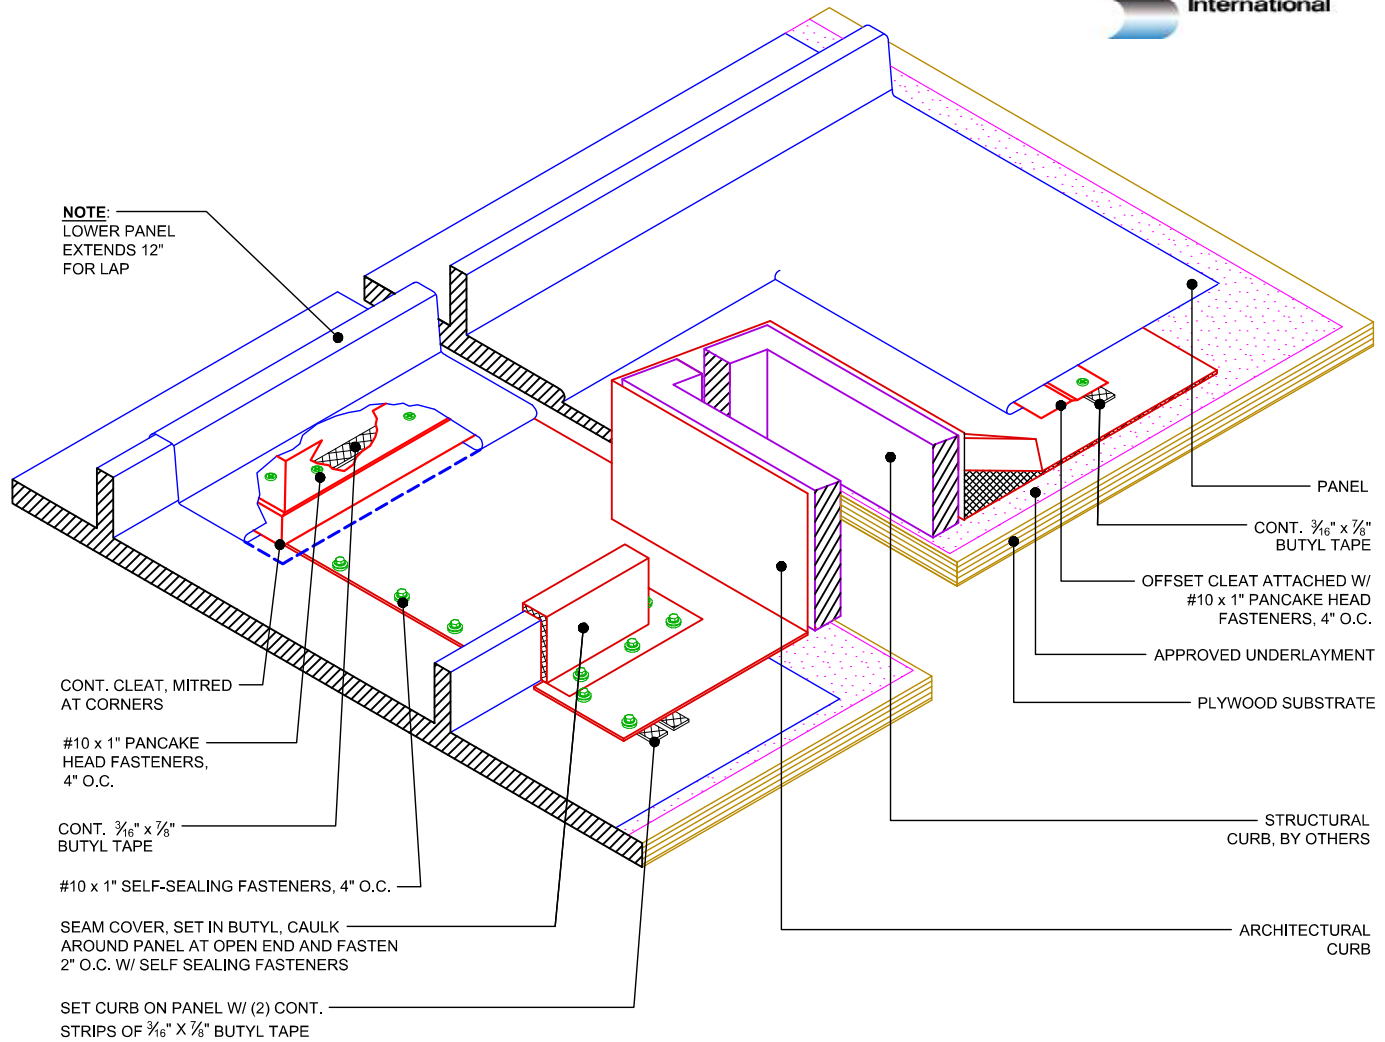 International
NOTE:
LOWER PANEL
EXTENDS 12"
FOR LAP
CONT. CLEAT, MITRED
AT CORNERS
#10 x 1" PANCAKE
HEAD FASTENERS,
4" O.C.
CONT. 3/16" x 7/8"
BUTYL TAPE
#10 x 1" SELF-SEALING FASTENERS, 4" O.C.
SEAM COVER, SET IN BUTYL, CAULK
AROUND PANEL AT OPEN END AND FASTEN
2" O.C. W/ SELF SEALING FASTENERS
SET CURB ON PANEL W/ (2) CONT.
STRIPS OF 3/16" X 7/8" BUTYL TAPE
PANEL
CONT. 3/16" x 7/8"
BUTYL TAPE
OFFSET CLEAT ATTACHED W/
#10 x 1" PANCAKE HEAD
FASTENERS, 4" O.C.
APPROVED UNDERLAYMENT
PLYWOOD SUBSTRATE
STRUCTURAL
CURB, BY OTHERS
ARCHITECTURAL
CURB